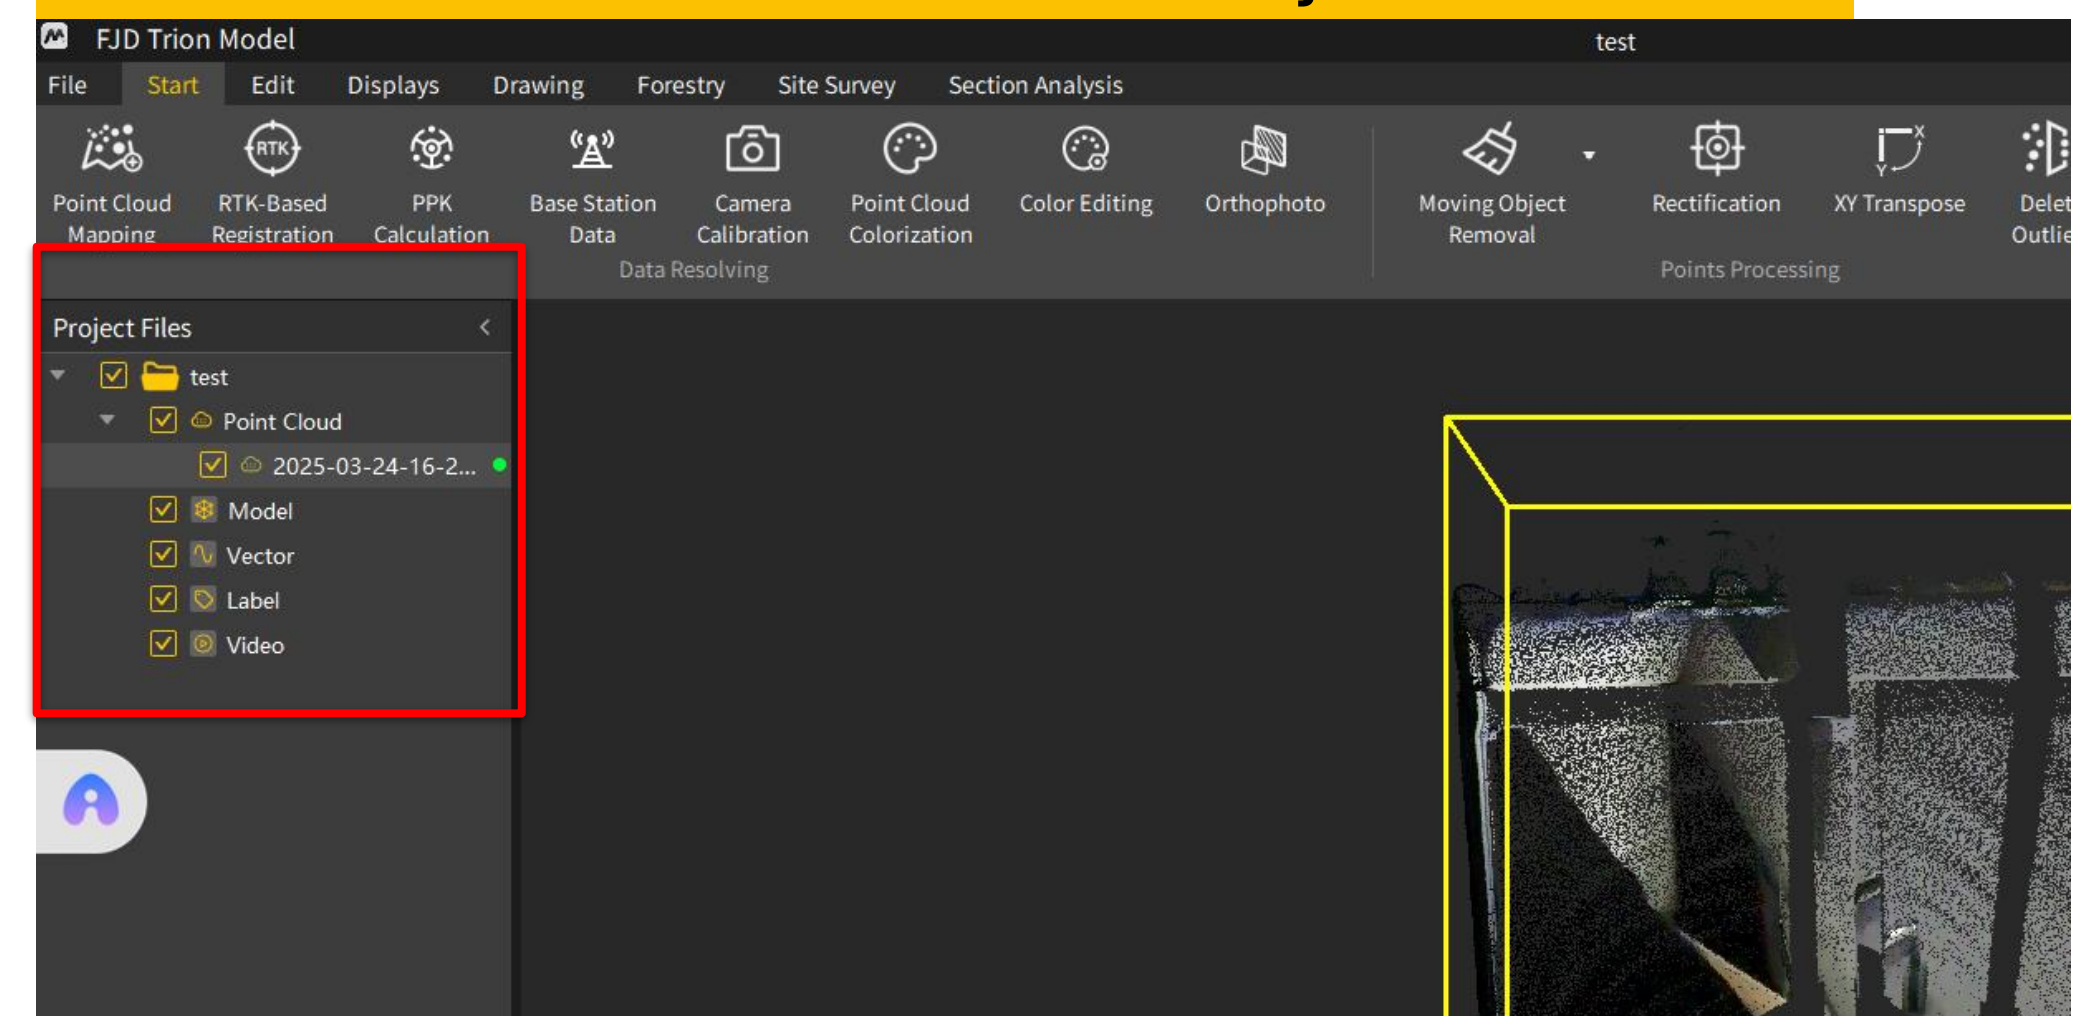 FJD Trion Model
test
File Start Edit Displays Drawing Forestry Site Survey Section Analysis
RTK
X
Y
Point Cloud RTK-Based PPK Base Station Camera Point Cloud Color Editing Orthophoto Moving Object Rectification XY Transpose Delet
Mapping Registration Calculation Data Calibration Colorization Removal Outlie
Data Resolving Points Processing
Project Files <
test
Point Cloud
2025-03-24-16-2...
Model
Vector
Label
Video